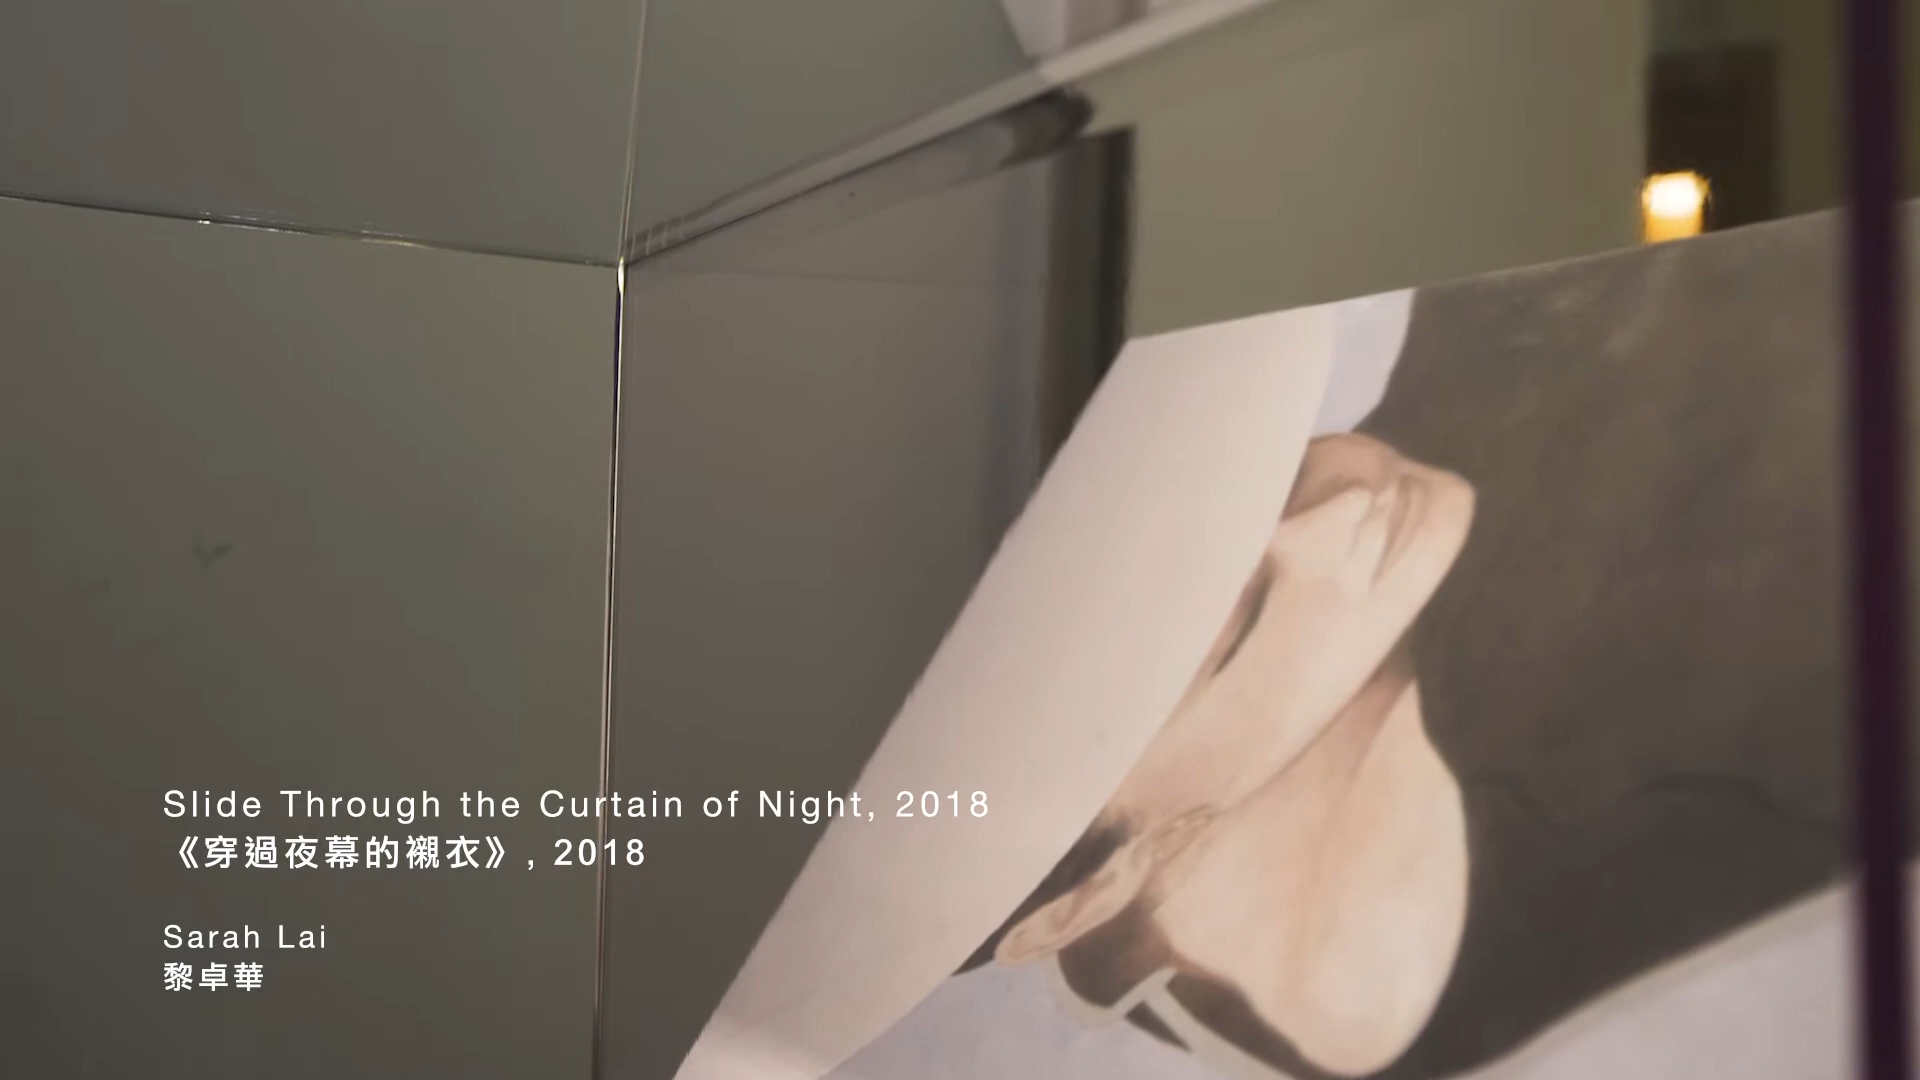 Slide Through the Curtain of Night, 2018
《穿過夜幕的襯衣》, 2018
Sarah Lai
黎卓華